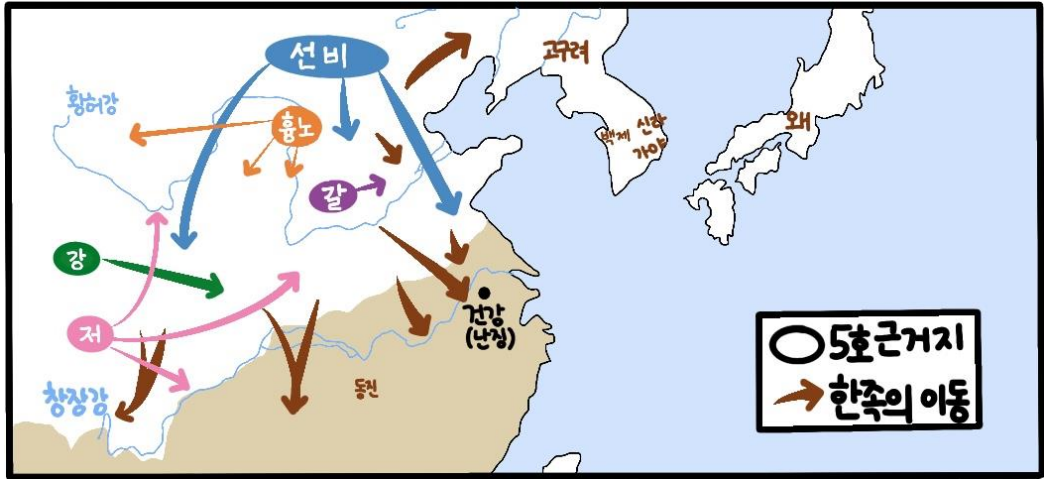 선비
고구려
황허강
흉노
백제
신라
가야
왜
갈
강
저
건강
(난징)
창장강
동진
5호근거지
한족의 이동